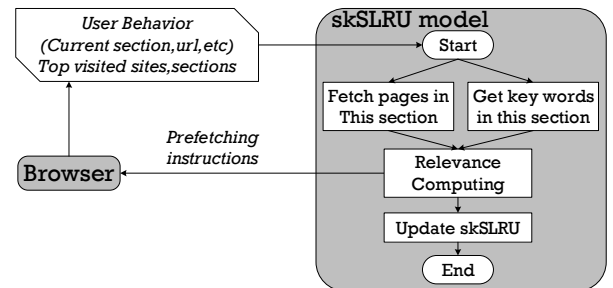 User Behavior
(Current section,url,etc)
Top visited sites,sections
skSLRU model
Start
Fetch pages in
This section
Get key words
in this section
Prefetching
instructions
Browser
Relevance
Computing
Update skSLRU
End